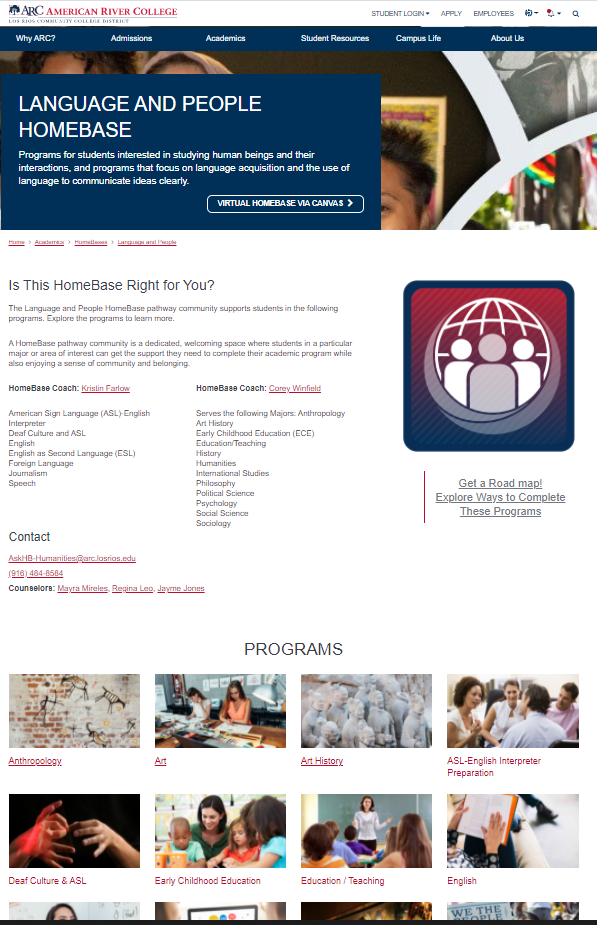 ARC AMERICAN RIVER COLLEGE
LOS RIOS COMMUNITY COLLEGE DISTRICT
STUDENT LOGIN APPLY EMPLOYEES
Why ARC? Admissions Academics Student Resources Campus Life About Us
LANGUAGE AND PEOPLE
HOMEBASE
Programs for students interested in studying human beings and their
interactions, and programs that focus on language acquisition and the use of
language to communicate ideas clearly.
VIRTUAL HOMEBASE VIA CANVAS
Home > Academics > HomeBases > Language and People
Is This HomeBase Right for You?
The Language and People HomeBase pathway community supports students in the following
programs. Explore the programs to learn more.
A HomeBase pathway community is a dedicated, welcoming space where students in a particular
major or area of interest can get the support they need to complete their academic program while
also enjoying a sense of community and belonging.
HomeBase Coach: Kristin Farlow
American Sign Language (ASL)-English
Interpreter
Deaf Culture and ASL
English
English as Second Language (ESL)
Foreign Language
Journalism
Speech
HomeBase Coach: Corey Winfield
Serves the following Majors: Anthropology
Art History
Early Childhood Education (ECE)
Education/Teaching
History
Humanities
International Studies
Philosophy
Political Science
Psychology
Social Science
Sociology
Get a Road map!
Explore Ways to Complete
These Programs
Contact
AskHB-Humanities@arc.losrios.edu
(916) 484-8584
Counselors: Mayra Mireles, Regina Leo, Jayme Jones
PROGRAMS
Anthropology
Art
Art History
ASL-English Interpreter
Preparation
Deaf Culture & ASL
Early Childhood Education
Education / Teaching
English
WE THE
PEOPLE